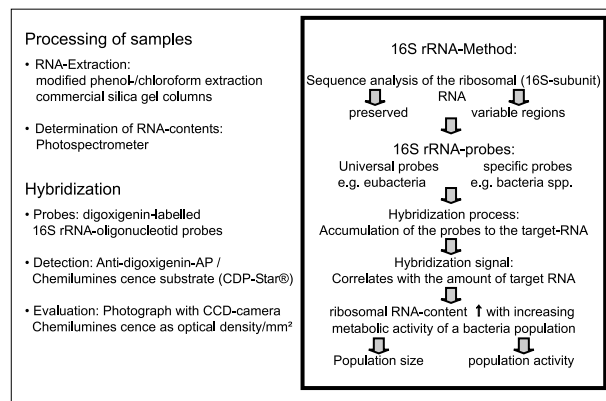 Processing of samples
• RNA-Extraction:
modified phenol-/chloroform extraction
commercial silica gel columns
• Determination of RNA-contents:
Photospectrometer
Hybridization
• Probes: digoxigenin-labelled
16S rRNA-oligonucleotid probes
• Detection: Anti-digoxigenin-AP /
Chemilumines cence substrate (CDP-Star®)
• Evaluation: Photograph with CCD-camera
Chemilumines cence as optical density/mm²
16S rRNA-Method:
Sequence analysis of the ribosomal (16S-subunit)
RNA
preserved variable regions
16S rRNA-probes:
Universal probes specific probes
e.g. eubacteria e.g. bacteria spp.
Hybridization process:
Accumulation of the probes to the target-RNA
Hybridization signal:
Correlates with the amount of target RNA
ribosomal RNA-content ↑ with increasing
metabolic activity of a bacteria population
Population size population activity